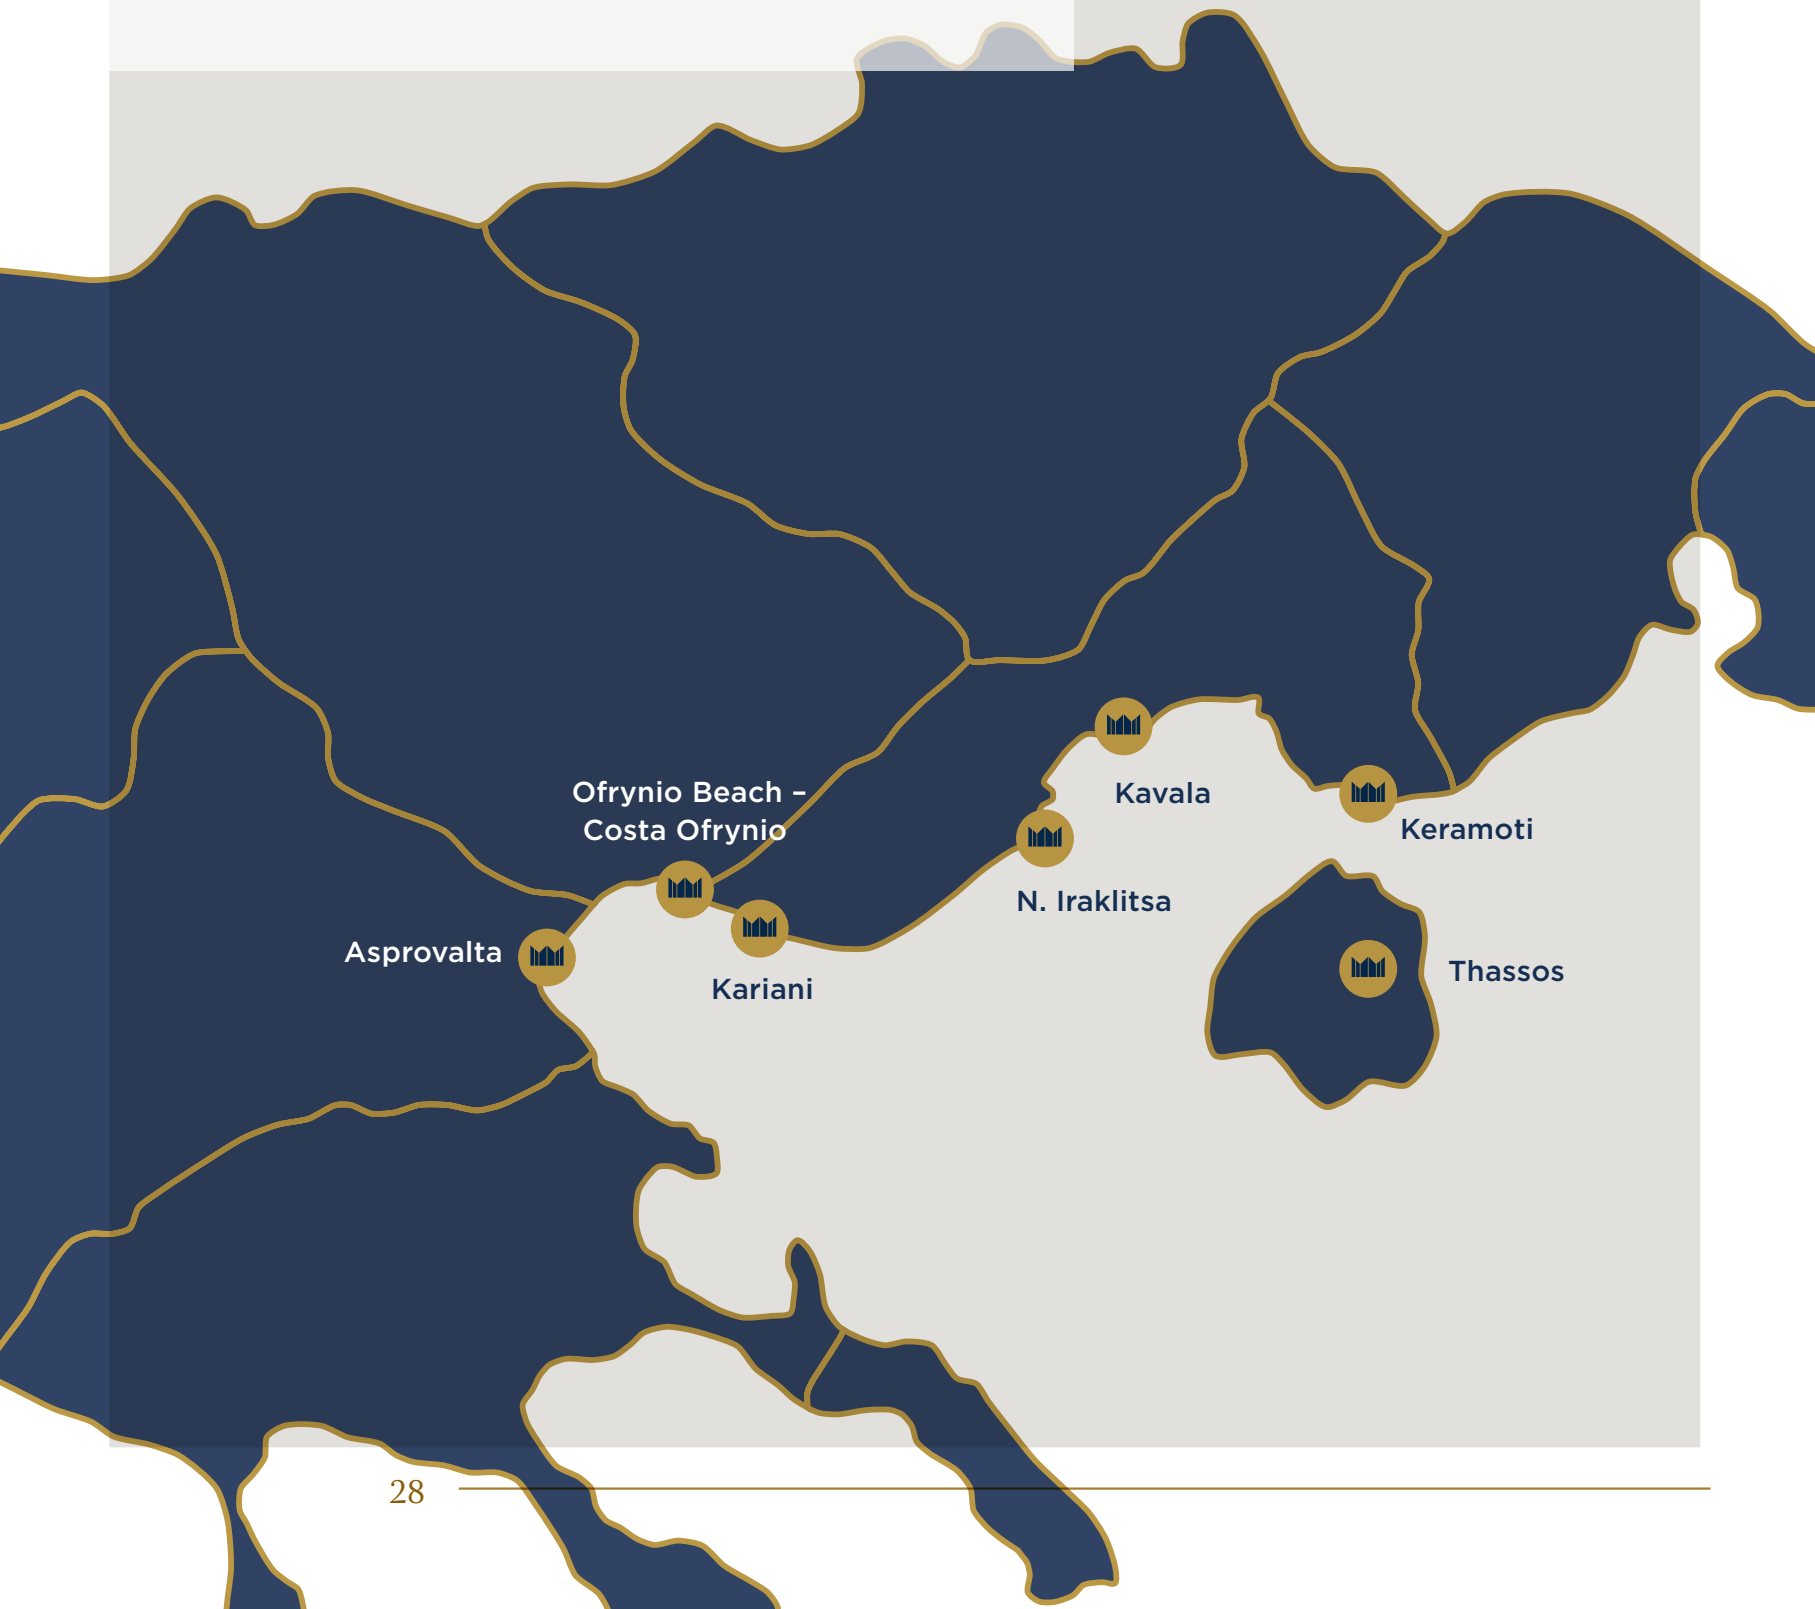 Ofrynio Beach –
Costa Ofrynio
Kavala
Keramoti
N. Iraklitsa
Asprovalta
Kariani
Thassos
28